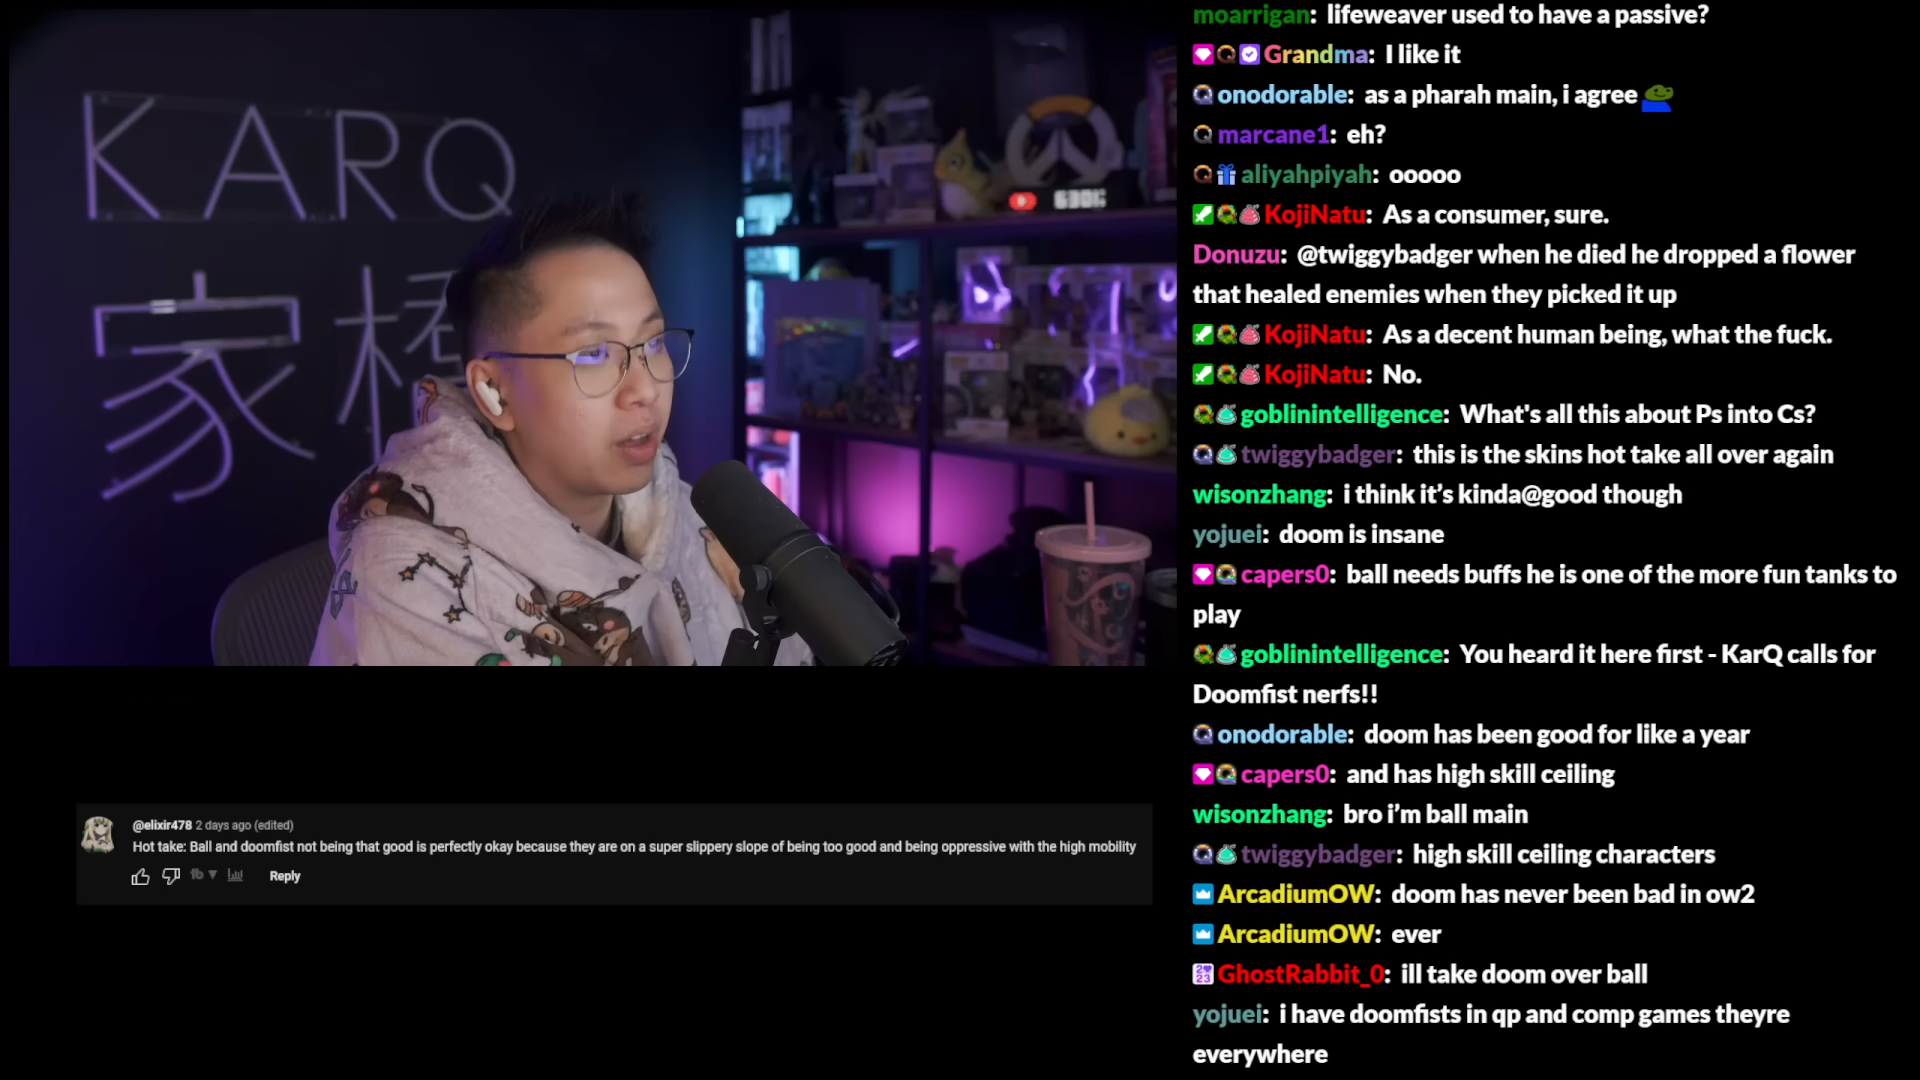 KARQ
家橋
630K
@elixir478 2 days ago (edited)
Hot take: Ball and doomfist not being that good is perfectly okay because they are on a super slippery slope of being too good and being oppressive with the high mobility
Reply
moarrigan: lifeweaver used to have a passive?
Grandma: I like it
onodorable: as a pharah main, i agree
marcane1: eh?
aliyahpiyah: ooooo
KojiNatu: As a consumer, sure.
Donuzu: @twiggybadger when he died he dropped a flower
that healed enemies when they picked it up
KojiNatu: As a decent human being, what the fuck.
KojiNatu: No.
goblinintelligence: What's all this about Ps into Cs?
twiggybadger: this is the skins hot take all over again
wisonzhang: i think it’s kinda@good though
yojuei: doom is insane
capers0: ball needs buffs he is one of the more fun tanks to
play
goblinintelligence: You heard it here first - KarQ calls for
Doomfist nerfs!!
onodorable: doom has been good for like a year
capers0: and has high skill ceiling
wisonzhang: bro i’m ball main
twiggybadger: high skill ceiling characters
ArcadiumOW: doom has never been bad in ow2
ArcadiumOW: ever
GhostRabbit_0: ill take doom over ball
yojuei: i have doomfists in qp and comp games theyre
everywhere